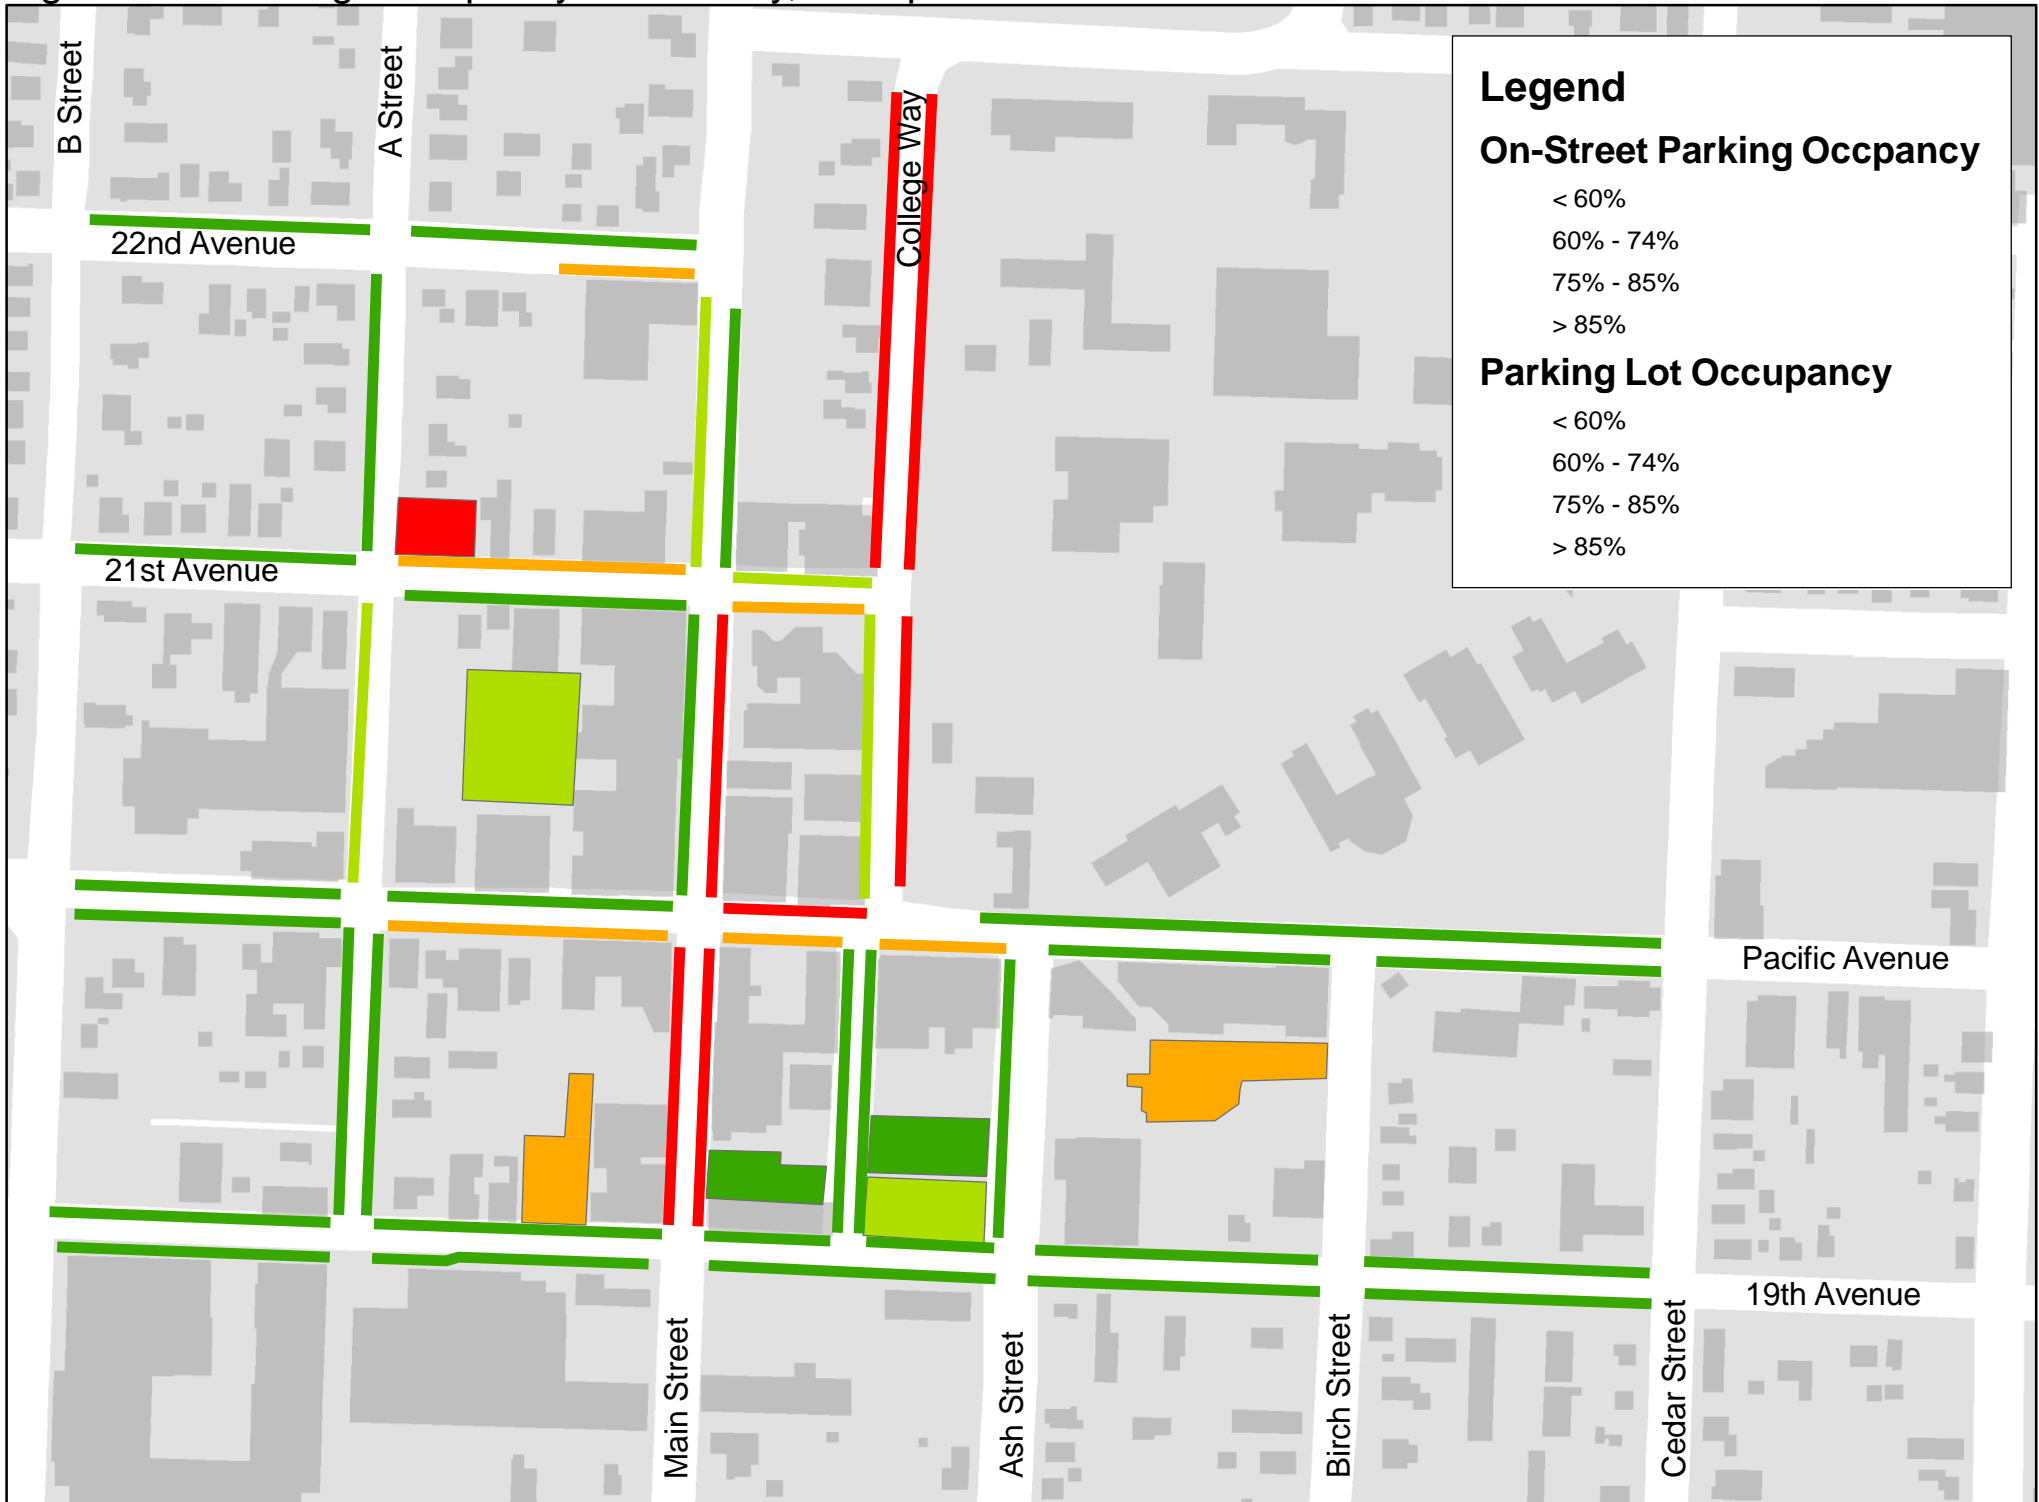 B Street
A Street
College Way
Legend
On-Street Parking Occpancy
< 60%
60% - 74%
75% - 85%
> 85%
Parking Lot Occupancy
< 60%
60% - 74%
75% - 85%
> 85%
22nd Avenue
21st Avenue
Pacific Avenue
19th Avenue
Main Street
Ash Street
Birch Street
Cedar Street